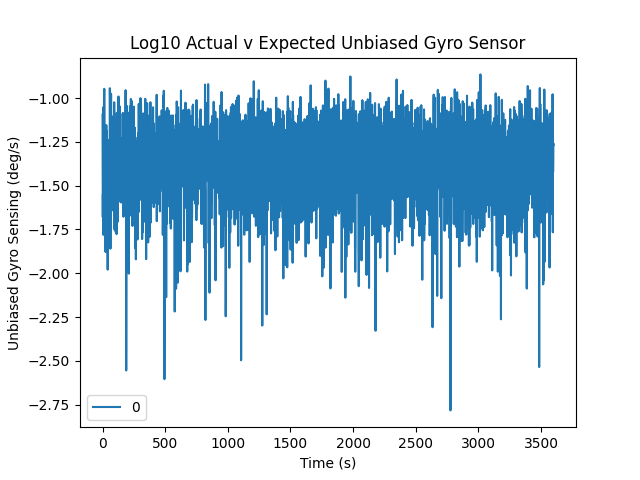 Log10 Actual v Expected Unbiased Gyro Sensor
Unbiased Gyro Sensing (deg/s)
−1.00
−1.25
−1.50
−1.75
−2.00
−2.25
−2.50
−2.75
0
0 500 1000 1500 2000 2500 3000 3500
Time (s)